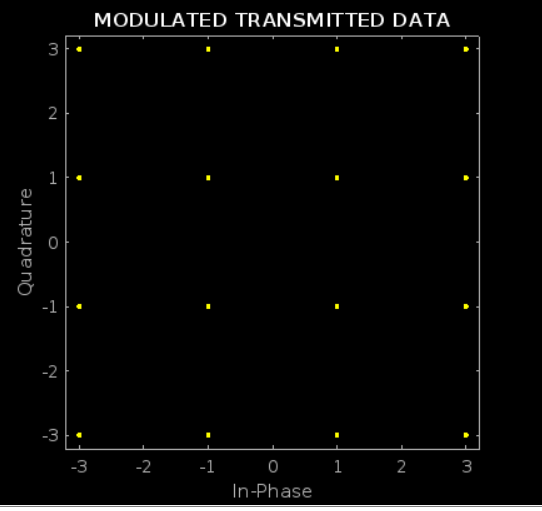 MODULATED TRANSMITTED DATA
3
2
1
0
-1
-2
-3
Quadrature
-3 -2 -1 0 1 2 3
In-Phase